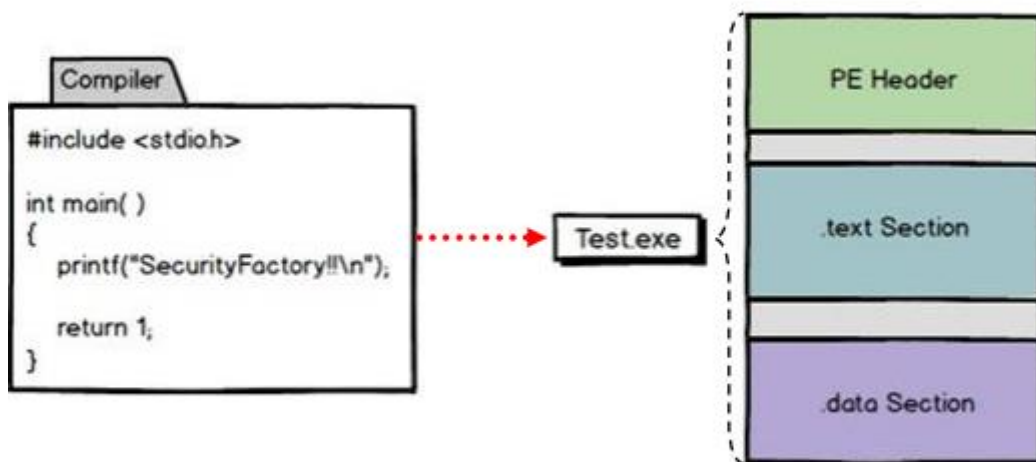 Compiler
#include <stdio.h>
int main( )
{
printf("SecurityFactory!!\n");
return 1;
}
Test.exe
PE Header
.text Section
.data Section